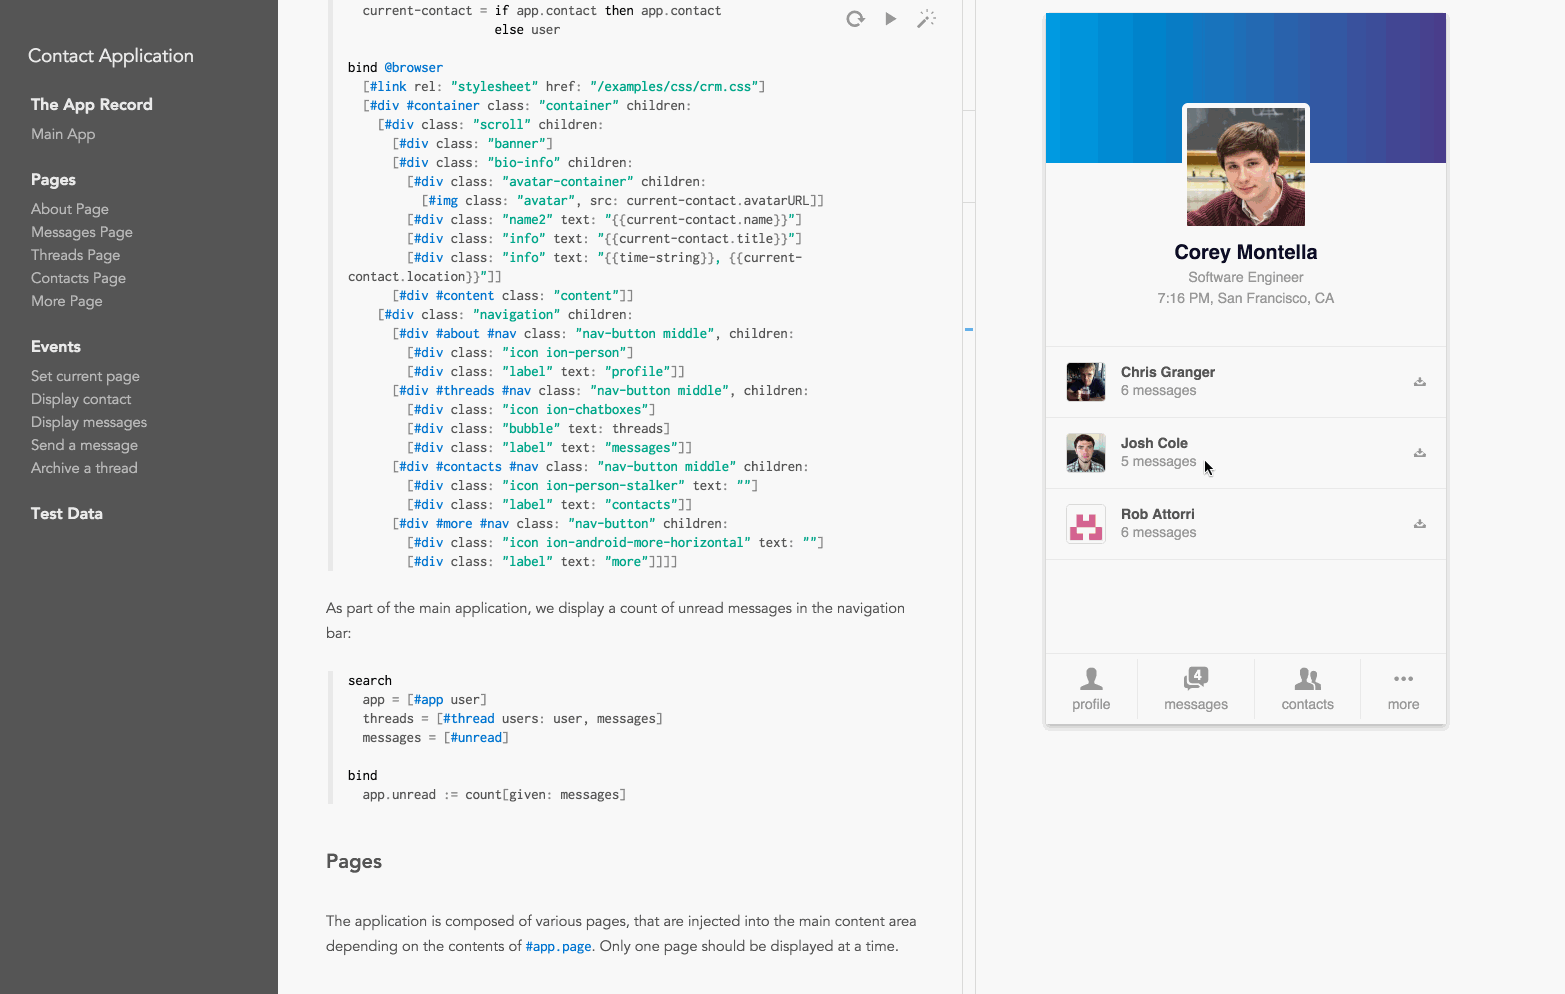 Contact Application
The App Record
Main App
Pages
About Page
Messages Page
Threads Page
Contacts Page
More Page
Events
Set current page
Display contact
Display messages
Send a message
Archive a thread
Test Data
current-contact = if app.contact then app.contact
else user
bind @browser
[#link rel: "stylesheet" href: "/examples/css/crm.css"]
[#div #container class: "container" children:
[#div class: "scroll" children:
[#div class: "banner"]
[#div class: "bio-info" children:
[#div class: "avatar-container" children:
[#img class: "avatar", src: current-contact.avatarURL]]
[#div class: "name2" text: "{{current-contact.name}}"]
[#div class: "info" text: "{{current-contact.title}}"]
[#div class: "info" text: "{{time-string}}, {{current-
contact.location}}"]]
[#div #content class: "content"]]
[#div class: "navigation" children:
[#div #about #nav class: "nav-button middle", children:
[#div class: "icon ion-person"]
[#div class: "label" text: "profile"]]
[#div #threads #nav class: "nav-button middle", children:
[#div class: "icon ion-chatboxes"]
[#div class: "bubble" text: threads]
[#div class: "label" text: "messages"]]
[#div #contacts #nav class: "nav-button middle" children:
[#div class: "icon ion-person-stalker" text: ""]
[#div class: "label" text: "contacts"]]
[#div #more #nav class: "nav-button" children:
[#div class: "icon ion-android-more-horizontal" text: ""]
[#div class: "label" text: "more"]]]]
As part of the main application, we display a count of unread messages in the navigation
bar:
search
app = [#app user]
threads = [#thread users: user, messages]
messages = [#unread]
bind
app.unread := count[given: messages]
Pages
The application is composed of various pages, that are injected into the main content area
depending on the contents of #app.page. Only one page should be displayed at a time.
Corey Montella
Software Engineer
7:16 PM, San Francisco, CA
Chris Granger
6 messages
Josh Cole
5 messages
Rob Attorri
6 messages
4
profile messages contacts more